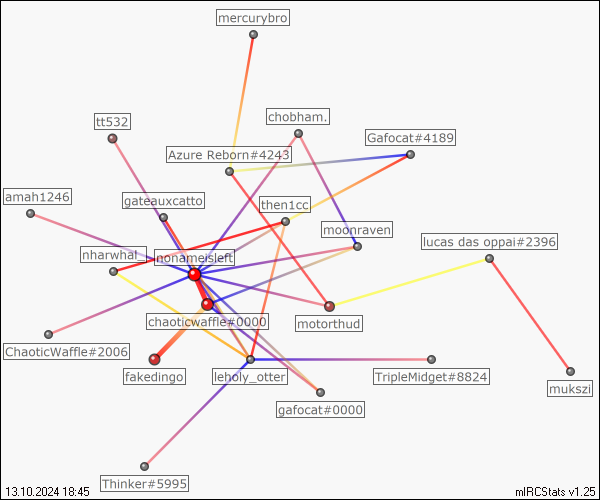 mercurybro
tt532
chobham.
Gafocat#4189
Azure Reborn#4243
amah1246
gateauxcatto
then1cc
moonraven
lucas das oppai#2396
nharwhal_
nonameisleft
chaoticwaffle#0000
motorthud
ChaoticWaffle#2006
fakedingo
leholy_otter
TripleMidget#8824
mukszi
gafocat#0000
Thinker#5995
13.10.2024 18:45
mIRCStats v1.25